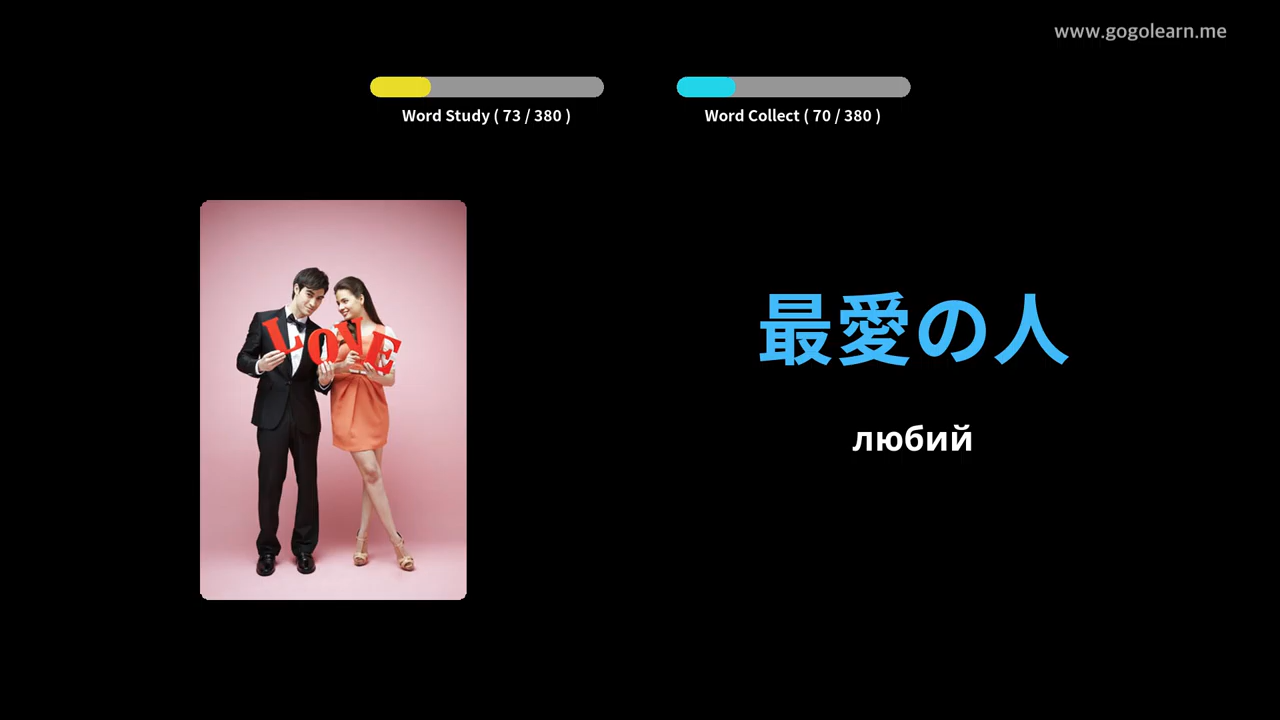 www.gogolearn.me
Word Study ( 73 / 380 )
Word Collect ( 70 / 380 )
LOVE
最愛の人
любий